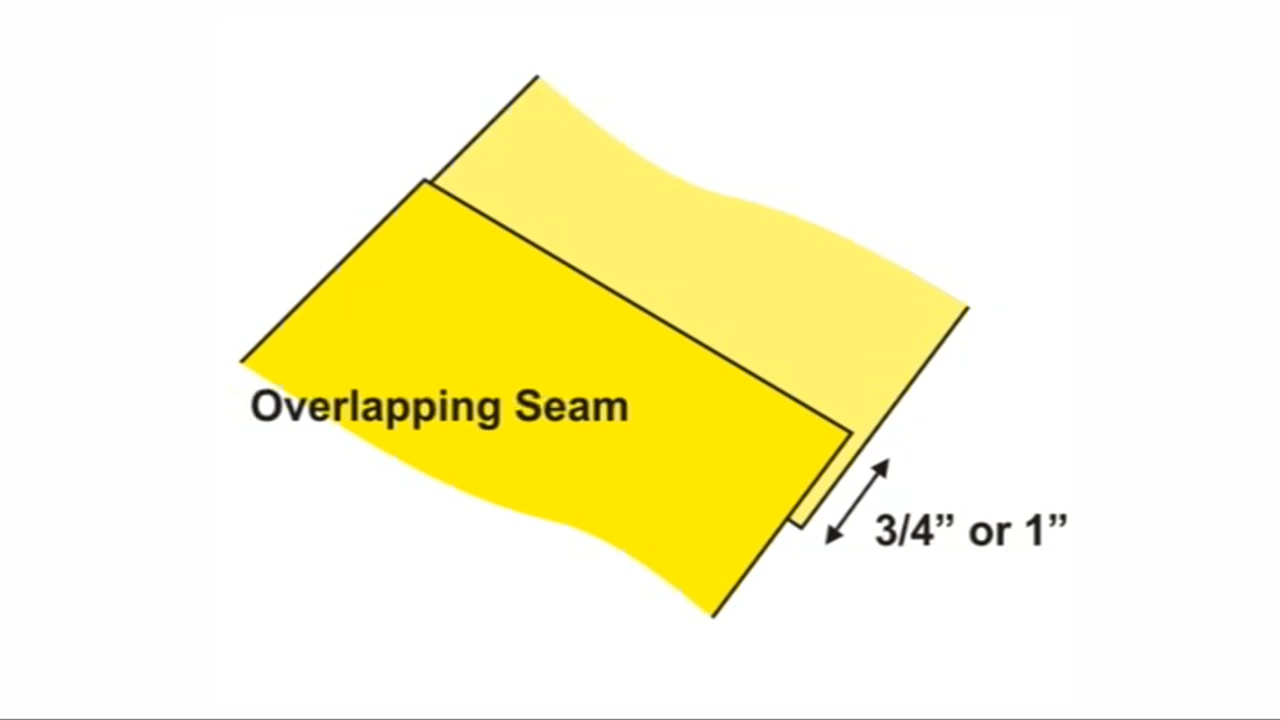 Overlapping Seam
3/4” or 1”